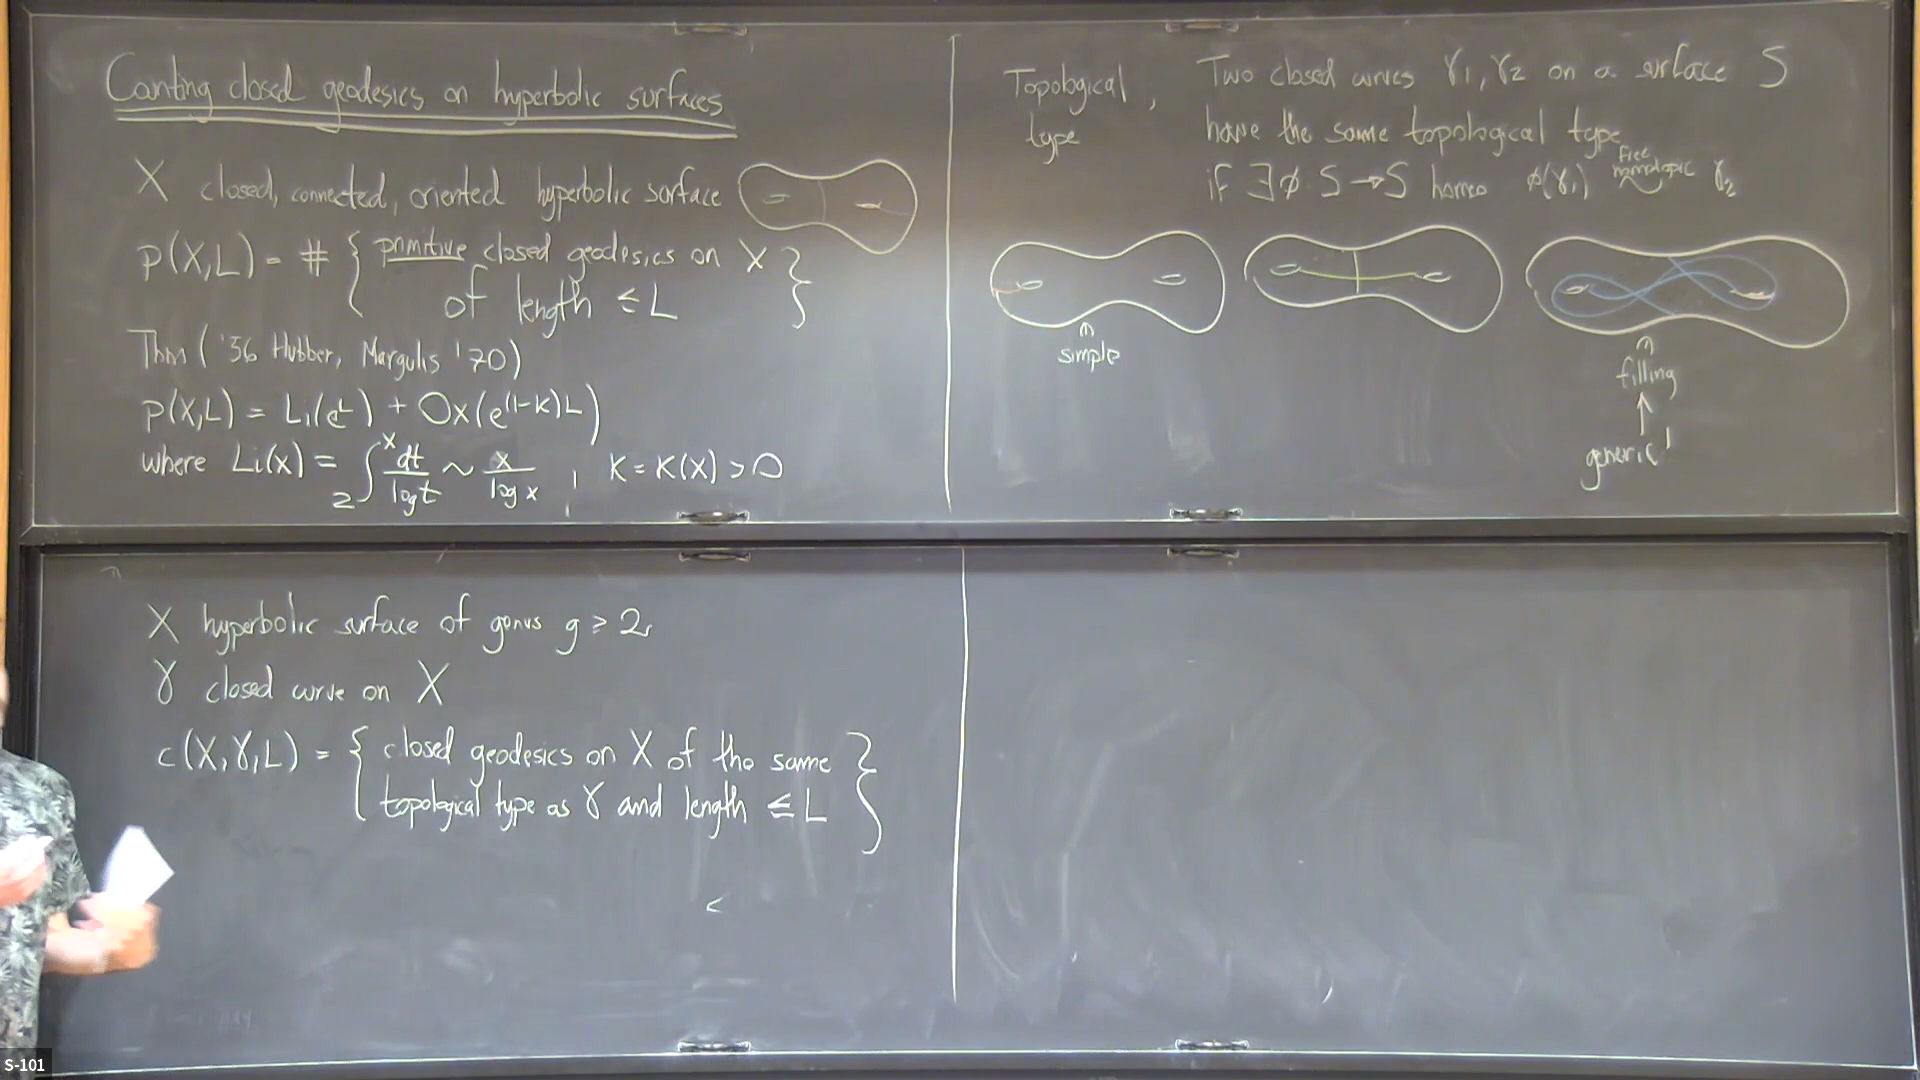 Counting closed geodesics on hyperbolic surfaces
X closed, connected, oriented hyperbolic surface
p(X,L) = # { primitive closed geodesics on X
of length ≤ L }
Thm ('56 Hubber, Margulis '70)
p(X,L) = Li(e^L) + O_X(e^{(1-κ)L})
where Li(x) = ∫_2^x dt/log t ~ x/log x , κ = κ(X) > 0
Topological type,
Two closed curves γ1, γ2 on a surface S
have the same topological type
if ∃ φ: S → S homeo φ(γ1) free homotopic γ2
simple
filling
generic
X hyperbolic surface of genus g ≥ 2
γ closed curve on X
c(X,γ,L) = { closed geodesics on X of the same
topological type as γ and length ≤ L }
<
S-101